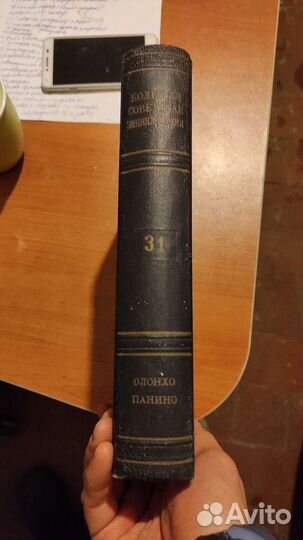 БОЛЬШАЯ
СОВЕТСКАЯ
ЭНЦИКЛОПЕДИЯ
31
ОЛОНХО
ПАНИНО
Avito